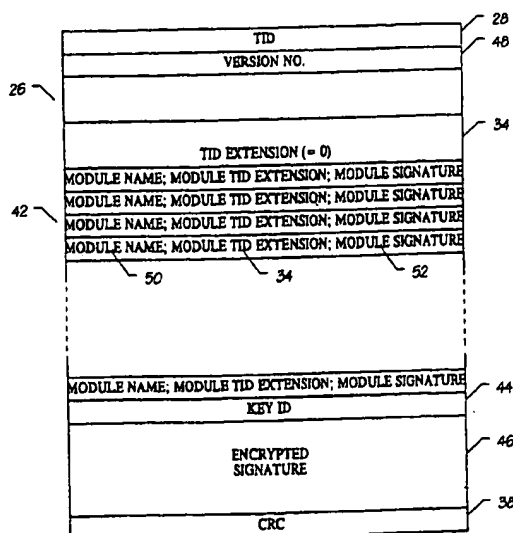 TID
28
VERSION NO.
48
26
34
TID EXTENSION (= 0)
MODULE NAME; MODULE TID EXTENSION; MODULE SIGNATURE
MODULE NAME; MODULE TID EXTENSION; MODULE SIGNATURE
42
MODULE NAME; MODULE TID EXTENSION; MODULE SIGNATURE
MODULE NAME; MODULE TID EXTENSION; MODULE SIGNATURE
50
34
52
MODULE NAME; MODULE TID EXTENSION; MODULE SIGNATURE
44
KEY ID
ENCRYPTED
SIGNATURE
46
38
CRC